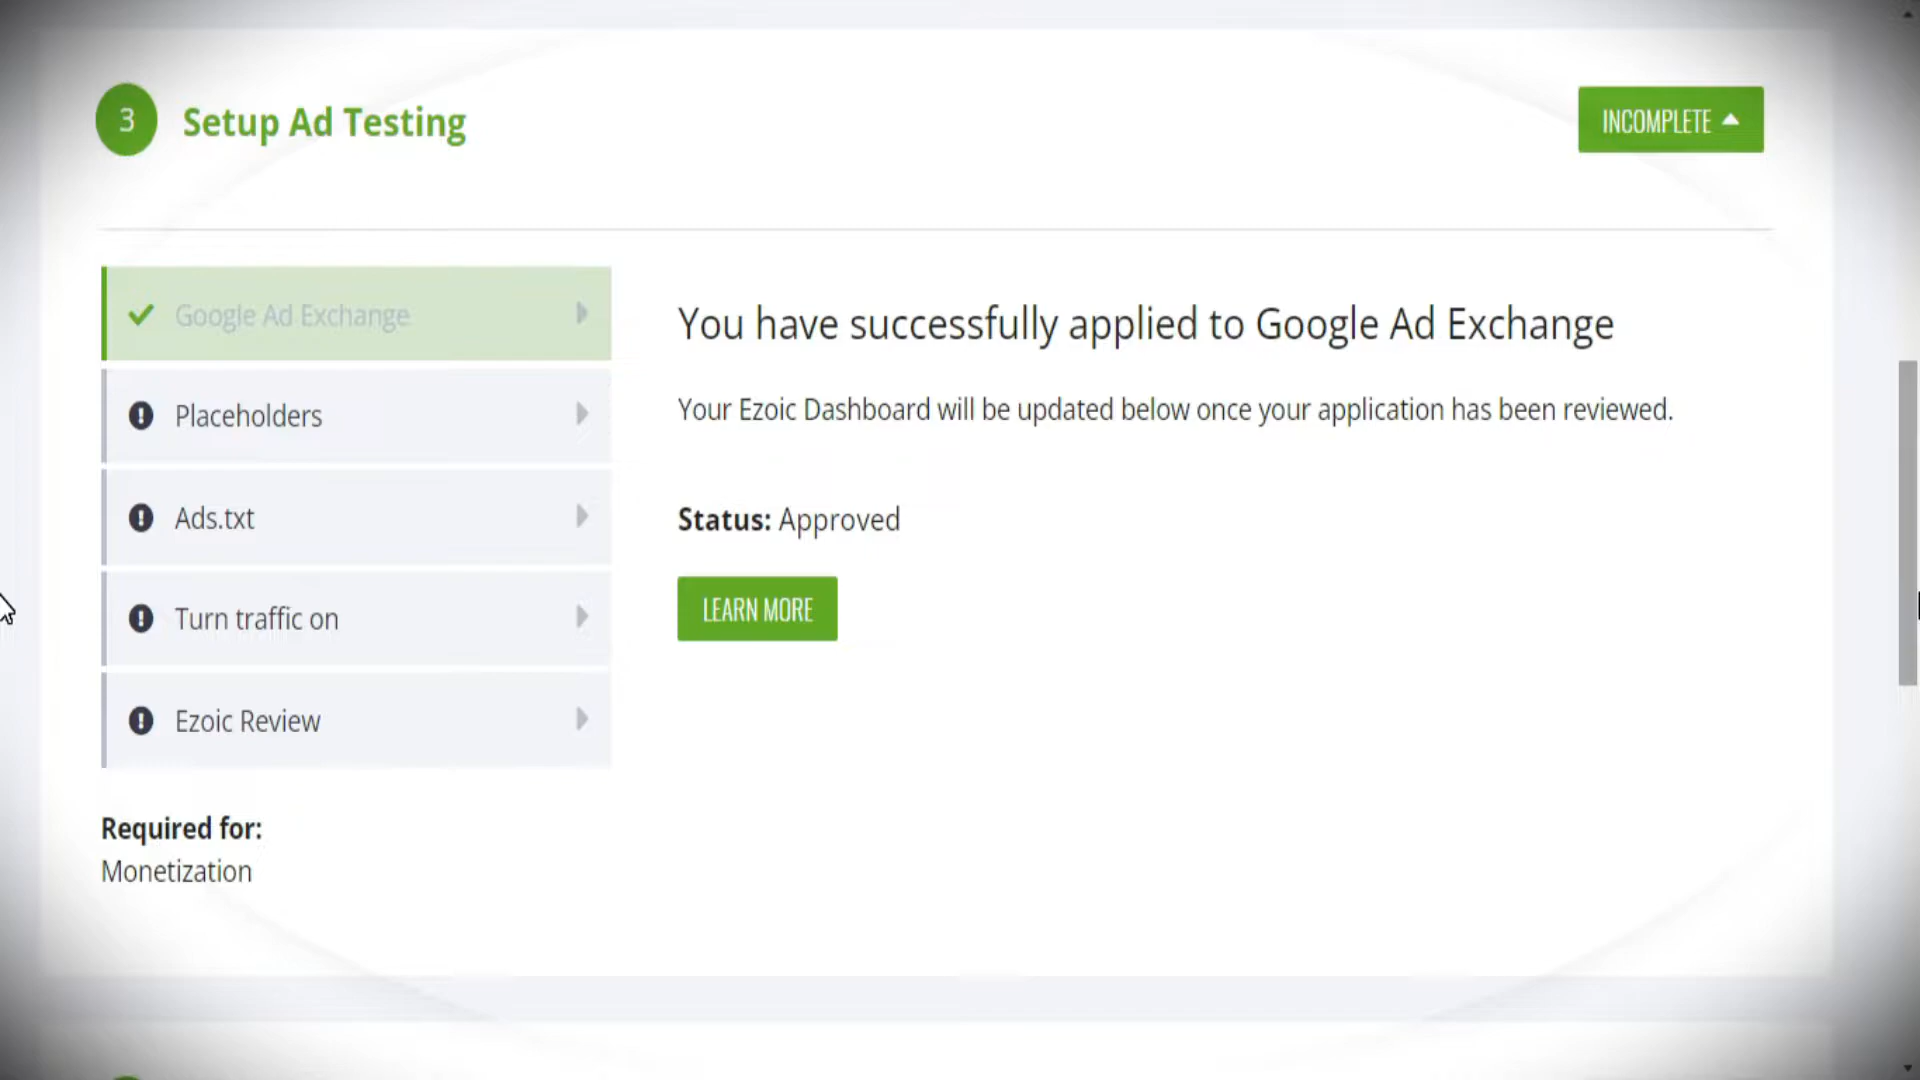 3
Setup Ad Testing
INCOMPLETE
Google Ad Exchange
Placeholders
Ads.txt
Turn traffic on
Ezoic Review
Required for:
Monetization
You have successfully applied to Google Ad Exchange
Your Ezoic Dashboard will be updated below once your application has been reviewed.
Status: Approved
LEARN MORE